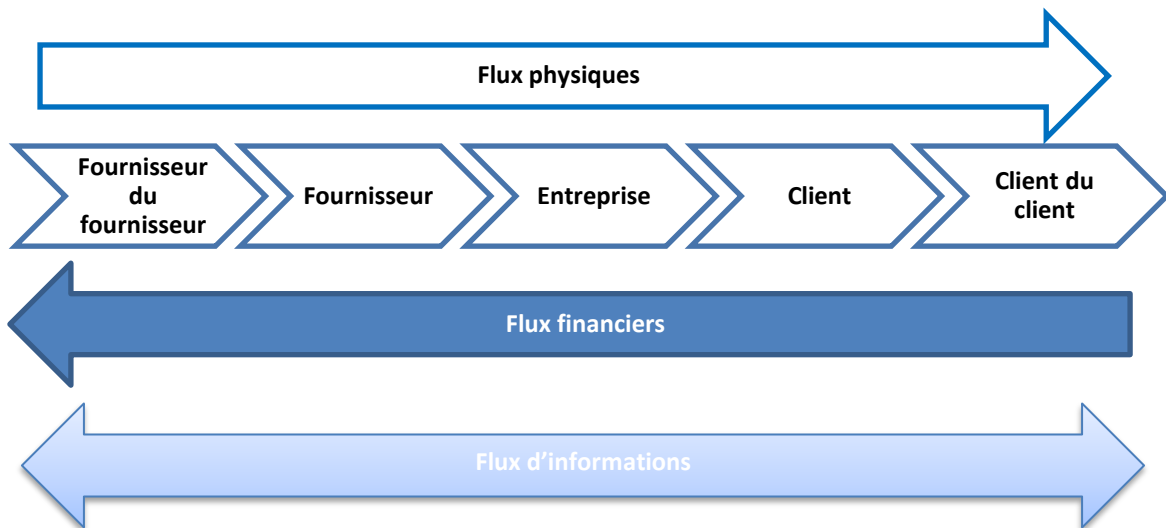 Flux physiques
Fournisseur
du
fournisseur
Fournisseur
Entreprise
Client
Client du
client
Flux financiers
Flux d’informations